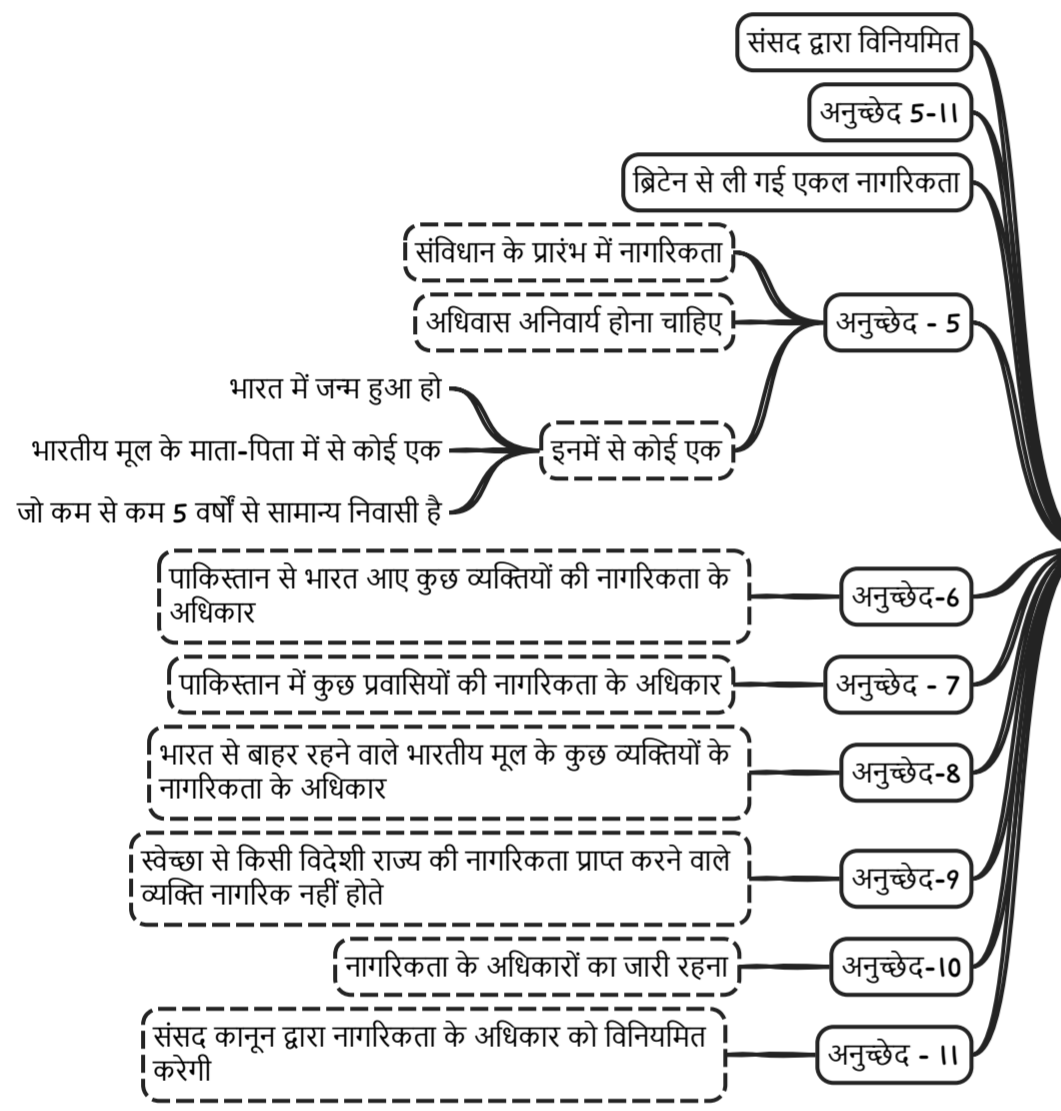 संसद द्वारा विनियमित
अनुच्छेद 5-11
ब्रिटेन से ली गई एकल नागरिकता
अनुच्छेद - 5
संविधान के प्रारंभ में नागरिकता
अधिवास अनिवार्य होना चाहिए
इनमें से कोई एक
भारत में जन्म हुआ हो
भारतीय मूल के माता-पिता में से कोई एक
जो कम से कम 5 वर्षों से सामान्य निवासी है
अनुच्छेद-6
पाकिस्तान से भारत आए कुछ व्यक्तियों की नागरिकता के
अधिकार
अनुच्छेद - 7
पाकिस्तान में कुछ प्रवासियों की नागरिकता के अधिकार
अनुच्छेद-8
भारत से बाहर रहने वाले भारतीय मूल के कुछ व्यक्तियों के
नागरिकता के अधिकार
अनुच्छेद-9
स्वेच्छा से किसी विदेशी राज्य की नागरिकता प्राप्त करने वाले
व्यक्ति नागरिक नहीं होते
अनुच्छेद-10
नागरिकता के अधिकारों का जारी रहना
अनुच्छेद - 11
संसद कानून द्वारा नागरिकता के अधिकार को विनियमित
करेगी